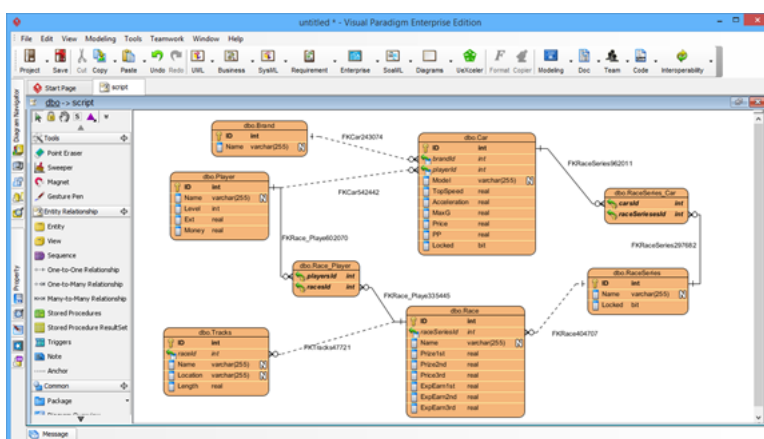 untitled * - Visual Paradigm Enterprise Edition
File Edit View Modeling Tools Teamwork Window Help
Project Save Cut Copy Paste Undo Redo UML Business SysML Requirement Enterprise SoaML Diagrams UeXceler Format Copier Modeling Doc Team Code Interoperability
Start Page script
dbo -> script
Diagram Navigator
Property
Tools
Point Eraser
Sweeper
Magnet
Gesture Pen
Entity Relationship
Entity
View
Sequence
One-to-One Relationship
One-to-Many Relationship
Many-to-Many Relationship
Stored Procedures
Stored Procedure ResultSet
Triggers
Note
Anchor
Common
Package
dbo.Brand
ID int
Name varchar(255) N
FKCar243074
dbo.Car
ID int
brandId int
playerId int
Model varchar(255) N
TopSpeed real
Acceleration real
MaxG real
Price real
PP real
Locked bit
FKRaceSeries962011
dbo.Player
ID int
Name varchar(255) N
Level int
Ext real
Money real
FKCar542442
dbo.RaceSeries_Car
carsId int
raceSeriesesId int
FKRaceSeries297682
FKRace_Playe602070
dbo.Race_Player
playersId int
racesId int
FKRace_Playe335445
dbo.RaceSeries
ID int
Name varchar(255) N
Locked bit
dbo.Tracks
ID int
raceId int
Name varchar(255) N
Location varchar(255) N
Length real
FKTracks47721
dbo.Race
ID int
raceSeriesId int
Name varchar(255) N
Prize1st real
Prize2nd real
Price3rd real
ExpEarn1st real
ExpEarn2nd real
ExpEarn3rd real
FKRace404707
Message